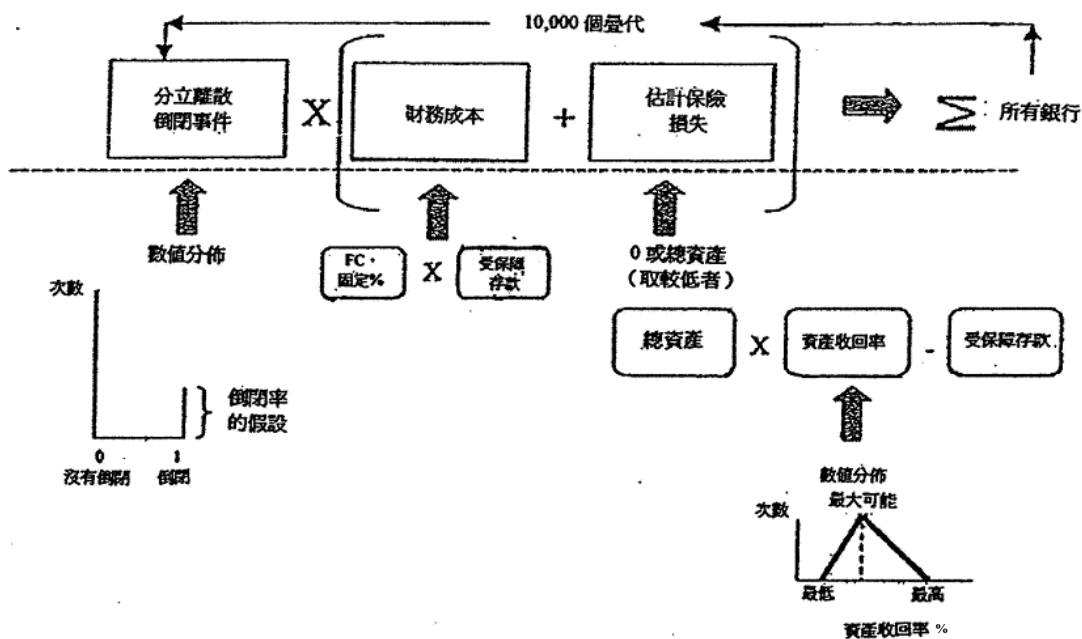 10,000 個疊代
分立離散
倒閉事件
X
財務成本
+
估計保險
損失
∑ : 所有銀行
數值分佈
FC,
固定%
X
受保障
存款
0 或總資產
(取較低者)
次數
倒閉率
的假設
0
1
沒有倒閉
倒閉
總資產
X
資產收回率
-
受保障存款
數值分佈
最大可能
次數
最低
最高
資產收回率 %